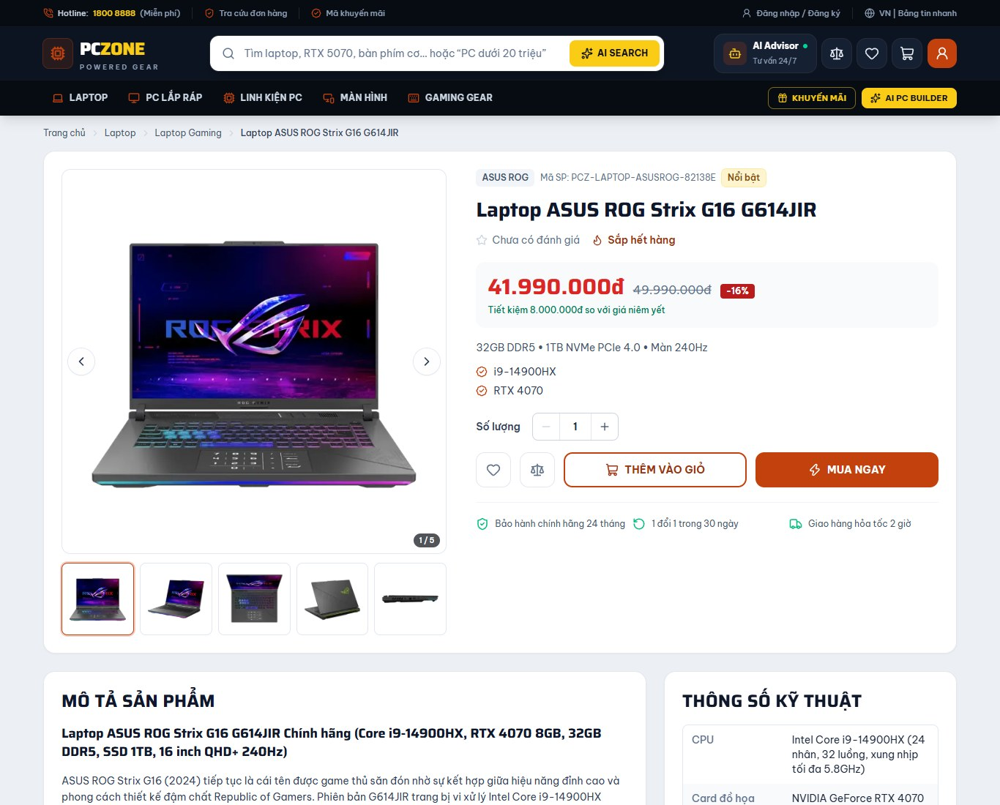 Hotline: 1800 8888 (Miễn phí)
Tra cứu đơn hàng
Mã khuyến mãi
Đăng nhập / Đăng ký
VN | Bảng tin nhanh
PCZONE
POWERED GEAR
Tìm laptop, RTX 5070, bàn phím cơ... hoặc “PC dưới 20 triệu”
AI SEARCH
AI Advisor
Tư vấn 24/7
LAPTOP
PC LẮP RÁP
LINH KIỆN PC
MÀN HÌNH
GAMING GEAR
KHUYẾN MÃI
AI PC BUILDER
Trang chủ > Laptop > Laptop Gaming > Laptop ASUS ROG Strix G16 G614JIR
ASUS ROG
Mã SP: PCZ-LAPTOP-ASUSROG-82138E
Nổi bật
Laptop ASUS ROG Strix G16 G614JIR
Chưa có đánh giá
Sắp hết hàng
41.990.000đ
49.990.000đ
-16%
Tiết kiệm 8.000.000đ so với giá niêm yết
32GB DDR5 • 1TB NVMe PCIe 4.0 • Màn 240Hz
i9-14900HX
RTX 4070
Số lượng
1
THÊM VÀO GIỎ
MUA NGAY
Bảo hành chính hãng 24 tháng
1 đổi 1 trong 30 ngày
Giao hàng hỏa tốc 2 giờ
1 / 5
MÔ TẢ SẢN PHẨM
Laptop ASUS ROG Strix G16 G614JIR Chính hãng (Core i9-14900HX, RTX 4070 8GB, 32GB
DDR5, SSD 1TB, 16 inch QHD+ 240Hz)
ASUS ROG Strix G16 (2024) tiếp tục là cái tên được game thủ săn đón nhờ sự kết hợp giữa hiệu năng đỉnh cao và
phong cách thiết kế đậm chất Republic of Gamers. Phiên bản G614JIR trang bị vi xử lý Intel Core i9-14900HX
THÔNG SỐ KỸ THUẬT
CPU
Intel Core i9-14900HX (24
nhân, 32 luồng, xung nhịp
tối đa 5.8GHz)
Card đồ họa
NVIDIA GeForce RTX 4070